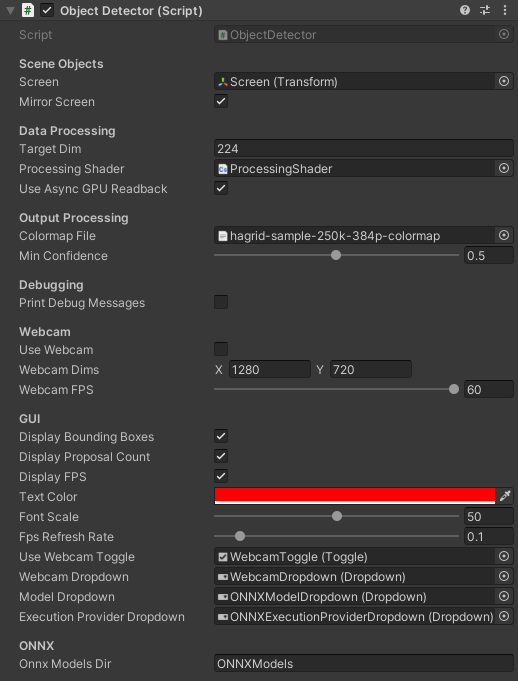 Object Detector (Script)
Script ObjectDetector
Scene Objects
Screen Screen (Transform)
Mirror Screen
Data Processing
Target Dim 224
Processing Shader ProcessingShader
Use Async GPU Readback
Output Processing
Colormap File hagrid-sample-250k-384p-colormap
Min Confidence 0.5
Debugging
Print Debug Messages
Webcam
Use Webcam
Webcam Dims X 1280 Y 720
Webcam FPS 60
GUI
Display Bounding Boxes
Display Proposal Count
Display FPS
Text Color
Font Scale 50
Fps Refresh Rate 0.1
Use Webcam Toggle WebcamToggle (Toggle)
Webcam Dropdown WebcamDropdown (Dropdown)
Model Dropdown ONNXModelDropdown (Dropdown)
Execution Provider Dropdown ONNXExecutionProviderDropdown (Dropdown)
ONNX
Onnx Models Dir ONNXModels